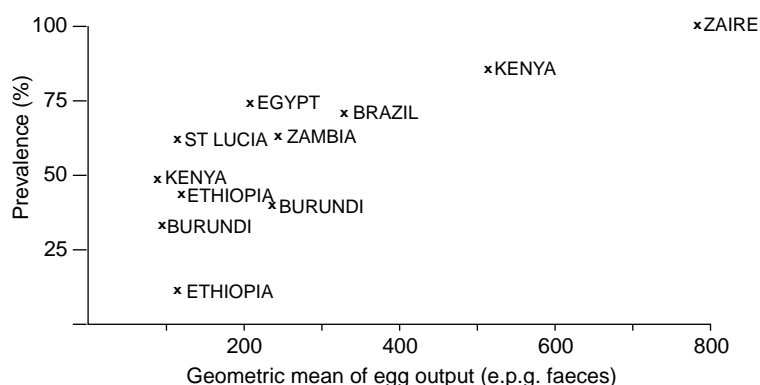 100
ZAIRE
KENYA
75
EGYPT
BRAZIL
ST LUCIA
ZAMBIA
50
KENYA
ETHIOPIA
BURUNDI
BURUNDI
25
ETHIOPIA
Prevalence (%)
200 400 600 800
Geometric mean of egg output (e.p.g. faeces)